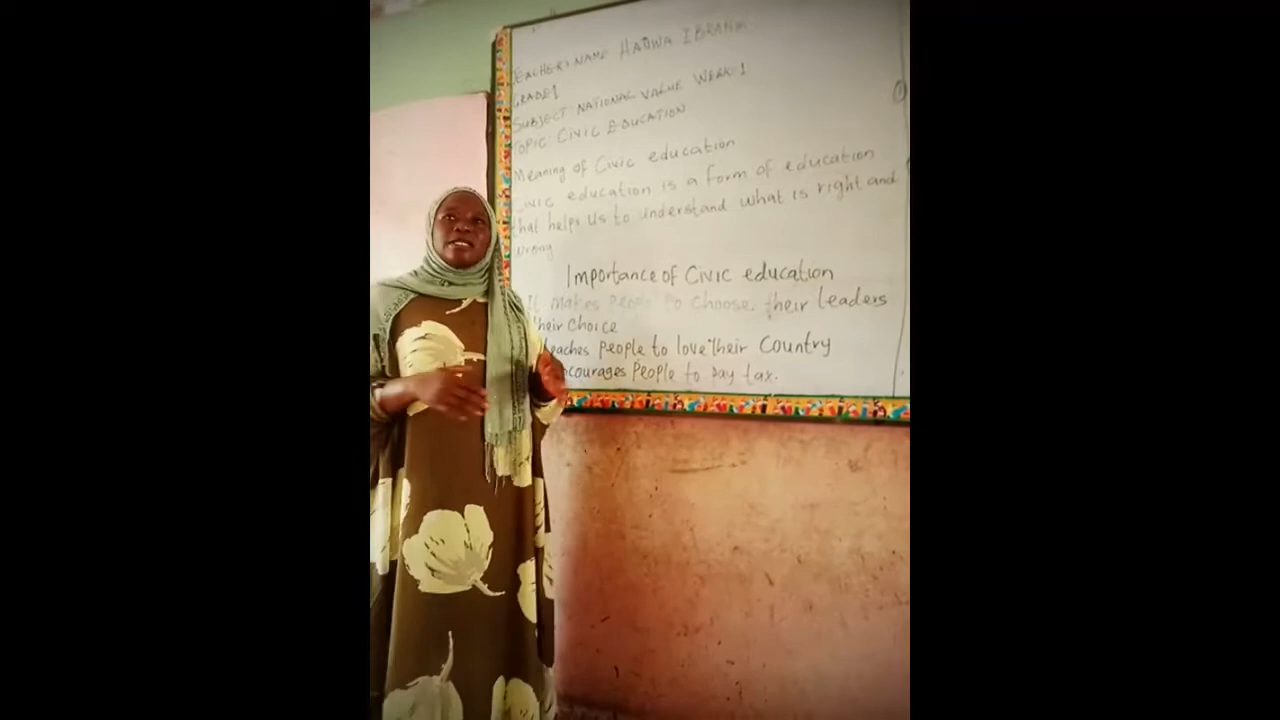 TEACHER'S NAME HAUWA IBRAHIM
GRADE 1
SUBJECT NATIONAL VALUE WEEK 1
TOPIC CIVIC EDUCATION
Meaning of Civic education
Civic education is a form of education
that helps us to understand what is right and
wrong
Importance of Civic education
It makes people to choose their leaders
their choice
teaches people to love their Country
encourages people to pay tax.